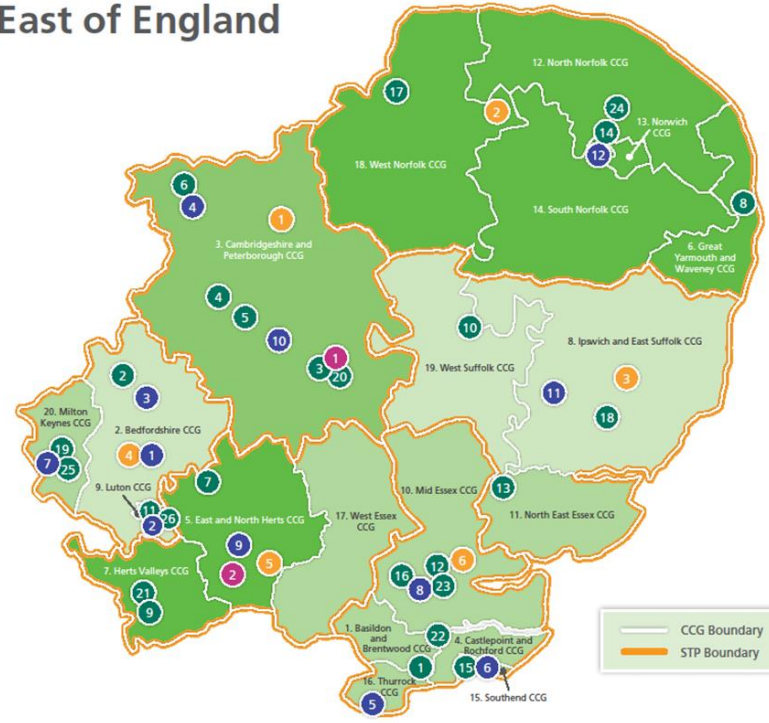 East of England
12. North Norfolk CCG
17
24
2
13. Norwich
CCG
14
12
18. West Norfolk CCG
6
4
8
1
14. South Norfolk CCG
3. Cambridgeshire and
Peterborough CCG
6. Great
Yarmouth and
Waveney CCG
4
5
10
10
8. Ipswich and East Suffolk CCG
1
3
20
19. West Suffolk CCG
2
3
3
11
18
20. Milton
Keynes CCG
2. Bedfordshire CCG
19
7
25
4
1
9. Luton CCG
7
11
26
2
5. East and North Herts CCG
17. West Essex
CCG
10. Mid Essex CCG
13
11. North East Essex CCG
9
5
2
7. Herts Valleys CCG
21
9
16
12
6
8
23
1. Basildon
and
Brentwood CCG
22
4. Castlepoint and
Rochford CCG
1
15
6
16. Thurrock
CCG
5
15. Southend CCG
CCG Boundary
STP Boundary